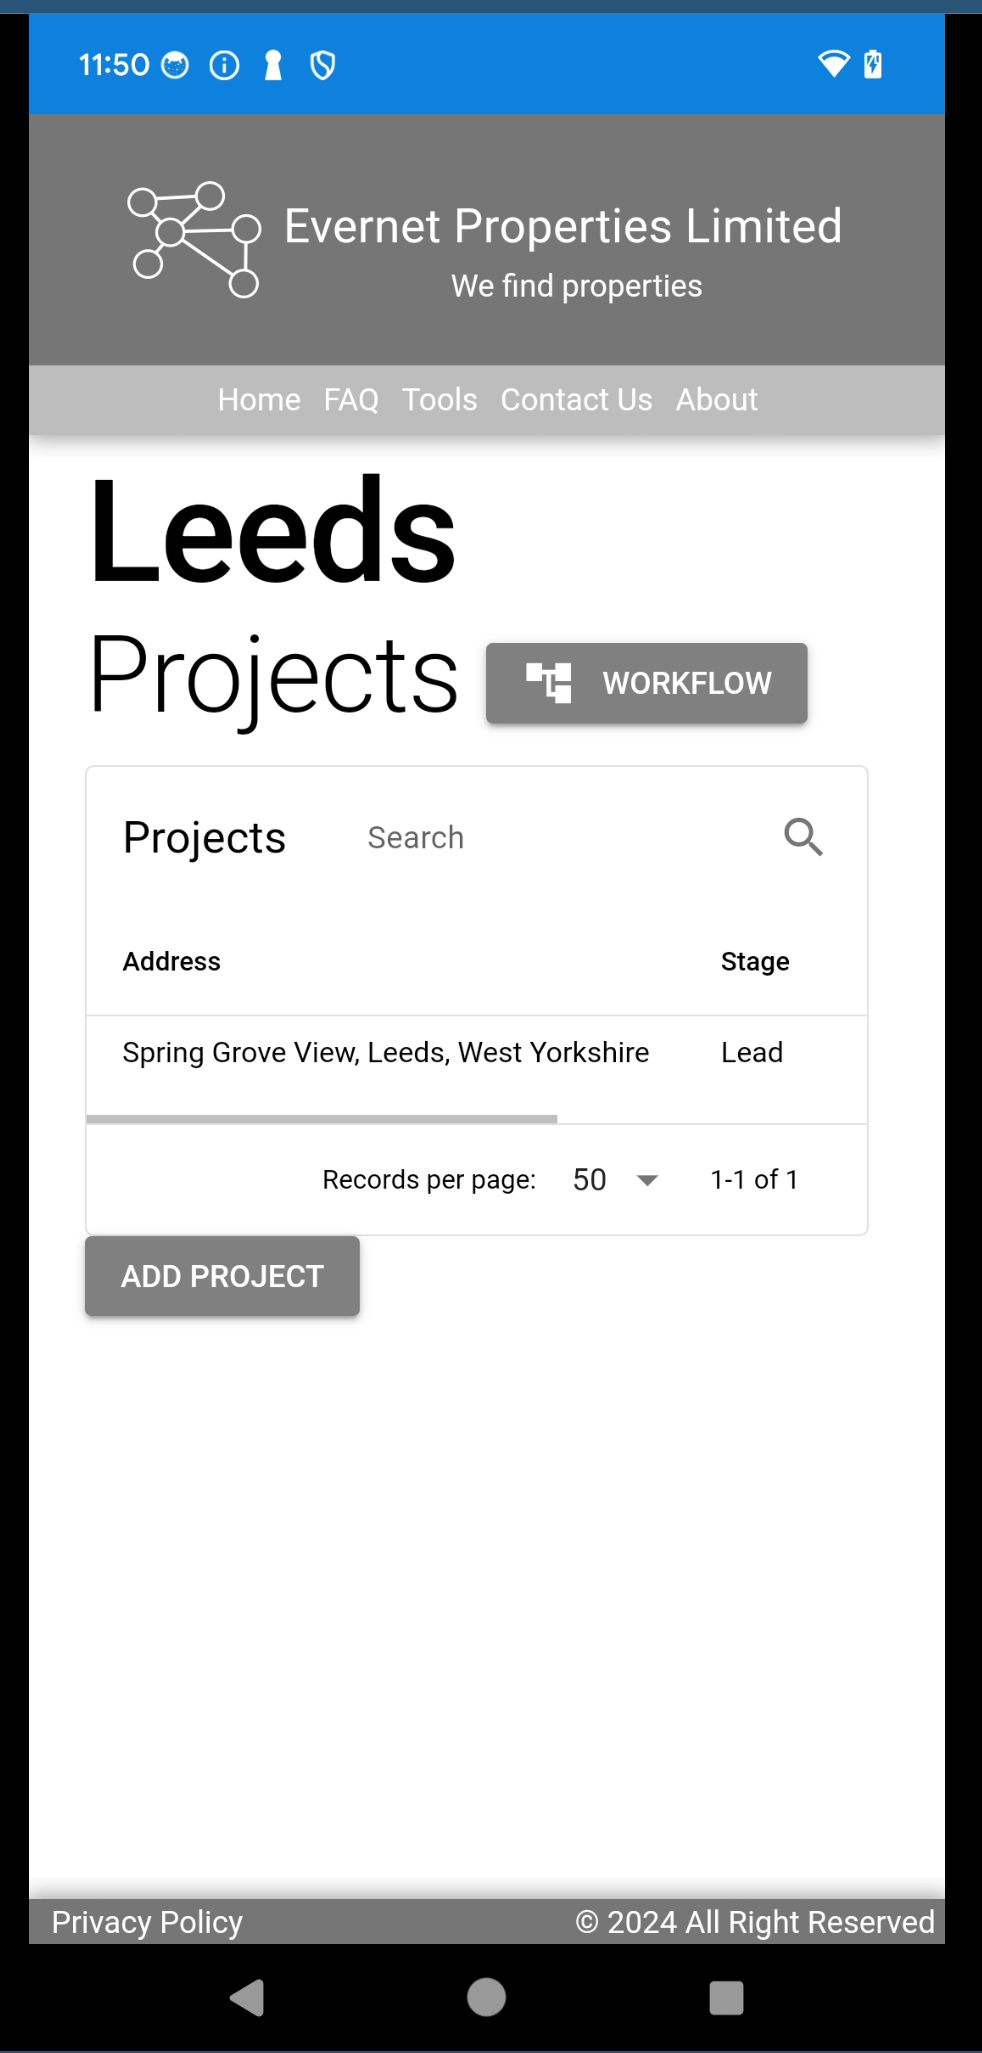 11:50
Evernet Properties Limited
We find properties
Home FAQ Tools Contact Us About
Leeds
Projects WORKFLOW
Projects Search
Address Stage
Spring Grove View, Leeds, West Yorkshire Lead
Records per page: 50 1-1 of 1
ADD PROJECT
Privacy Policy © 2024 All Right Reserved